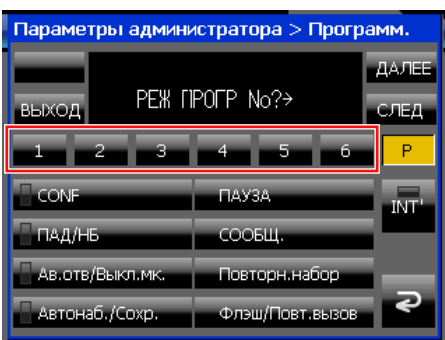 Параметры администратора > Программ.
ДАЛЕЕ
ВЫХОД
РЕЖ ПРОГР No?→
СЛЕД
1 2 3 4 5 6 P
CONF ПАУЗА
INT'
ПАД/НБ СООБЩ.
Ав.отв/Выкл.мк. Повторн.набор
Автонаб./Сохр. Флэш/Повт.вызов